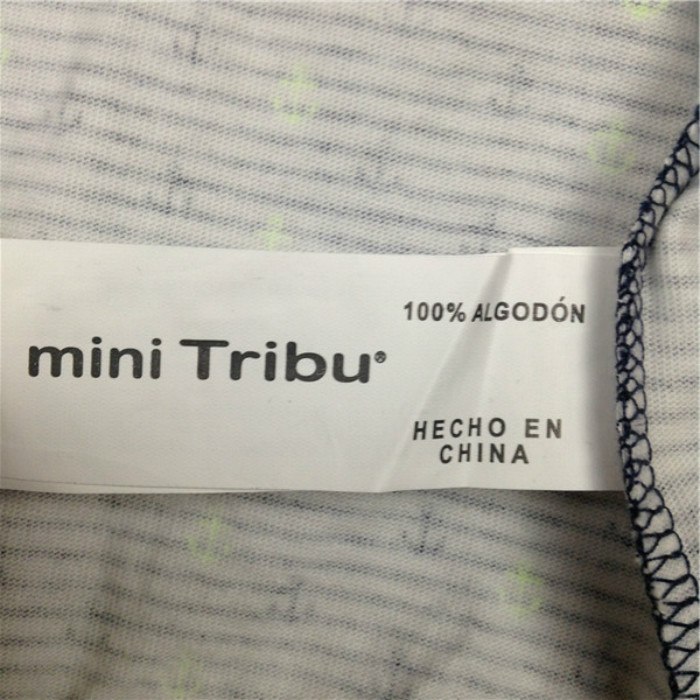 100% ALGODÓN
mini Tribu®
HECHO EN
CHINA